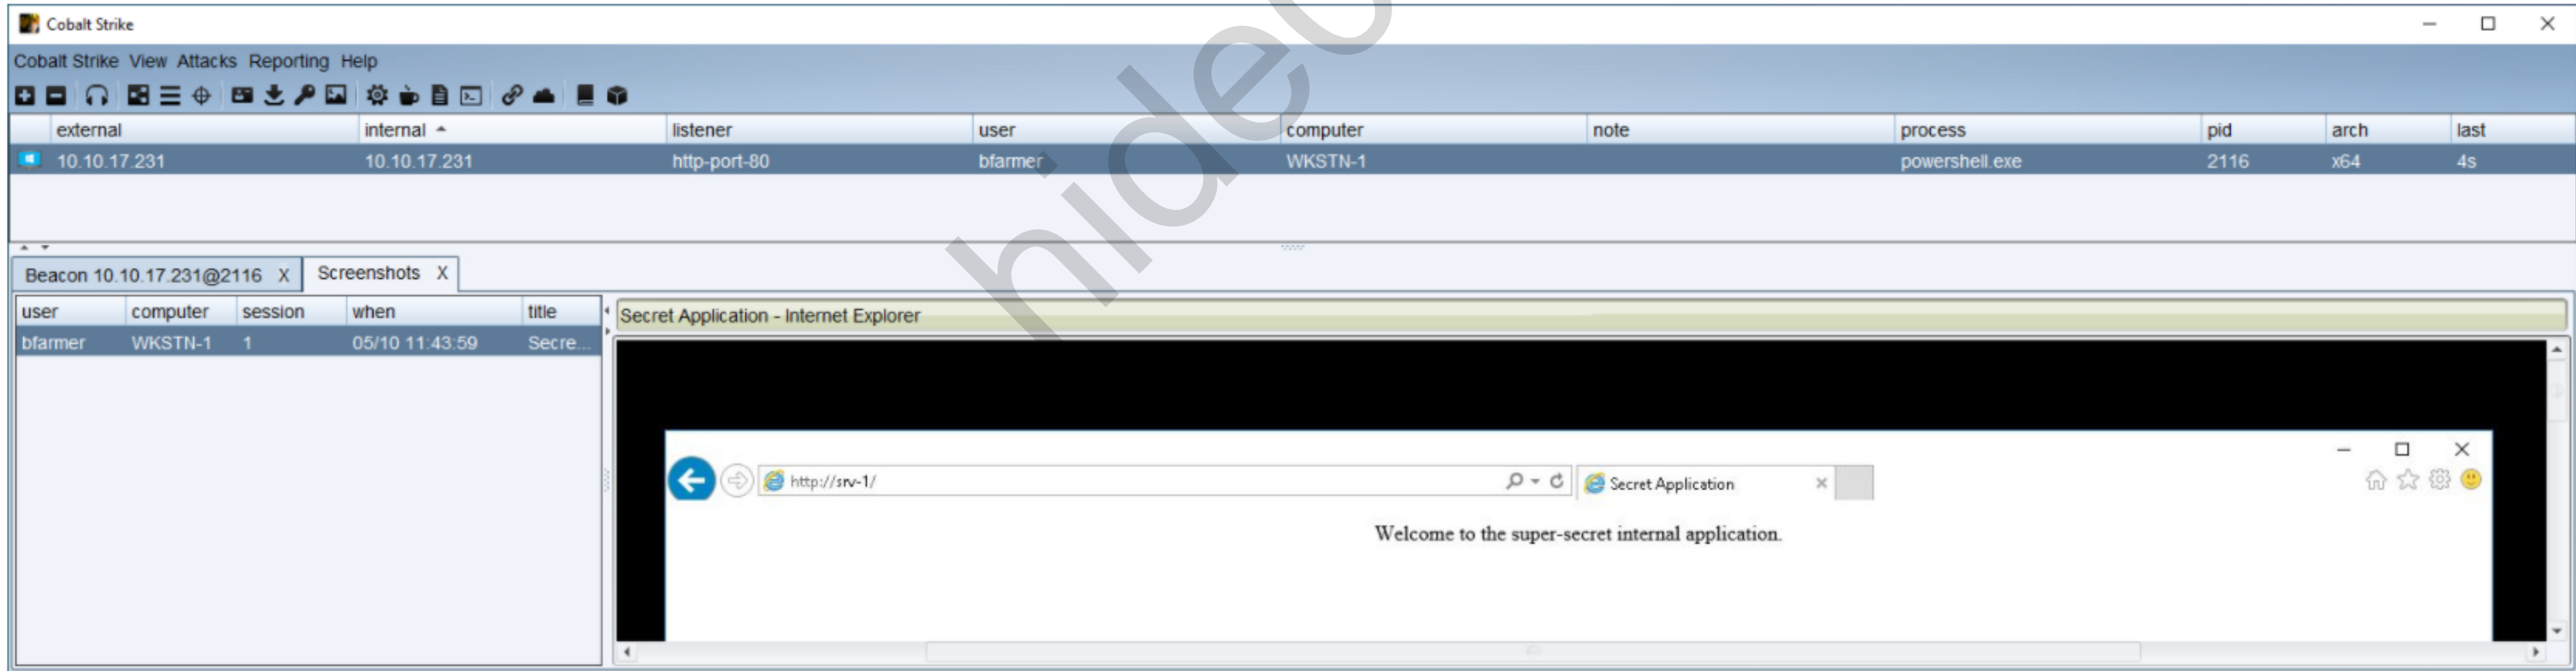 Cobalt Strike
Cobalt Strike View Attacks Reporting Help
external internal listener user computer note process pid arch last
10.10.17.231 10.10.17.231 http-port-80 bfarmer WKSTN-1 powershell.exe 2116 x64 4s
Beacon 10.10.17.231@2116 X Screenshots X
user computer session when title
bfarmer WKSTN-1 1 05/10 11:43:59 Secre...
Secret Application - Internet Explorer
http://srv-1/ Secret Application
Welcome to the super-secret internal application.